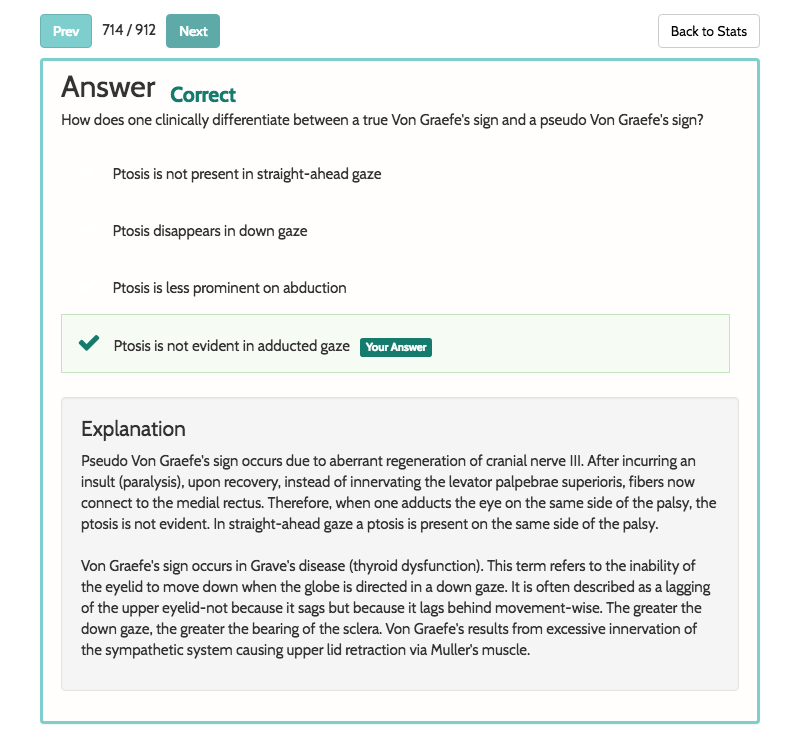 Prev 714 / 912 Next Back to Stats
Answer Correct
How does one clinically differentiate between a true Von Graefe's sign and a pseudo Von Graefe's sign?
Ptosis is not present in straight-ahead gaze
Ptosis disappears in down gaze
Ptosis is less prominent on abduction
Ptosis is not evident in adducted gaze Your Answer
Explanation
Pseudo Von Graefe's sign occurs due to aberrant regeneration of cranial nerve III. After incurring an
insult (paralysis), upon recovery, instead of innervating the levator palpebrae superioris, fibers now
connect to the medial rectus. Therefore, when one adducts the eye on the same side of the palsy, the
ptosis is not evident. In straight-ahead gaze a ptosis is present on the same side of the palsy.
Von Graefe's sign occurs in Grave's disease (thyroid dysfunction). This term refers to the inability of
the eyelid to move down when the globe is directed in a down gaze. It is often described as a lagging
of the upper eyelid-not because it sags but because it lags behind movement-wise. The greater the
down gaze, the greater the bearing of the sclera. Von Graefe's results from excessive innervation of
the sympathetic system causing upper lid retraction via Muller's muscle.